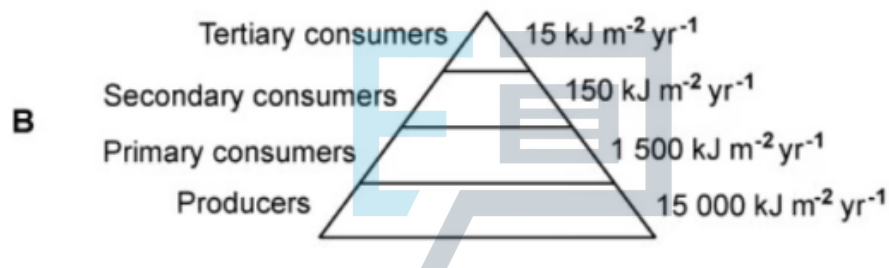 Tertiary consumers 15 kJ m⁻² yr⁻¹
Secondary consumers 150 kJ m⁻² yr⁻¹
B
Primary consumers 1 500 kJ m⁻² yr⁻¹
Producers 15 000 kJ m⁻² yr⁻¹